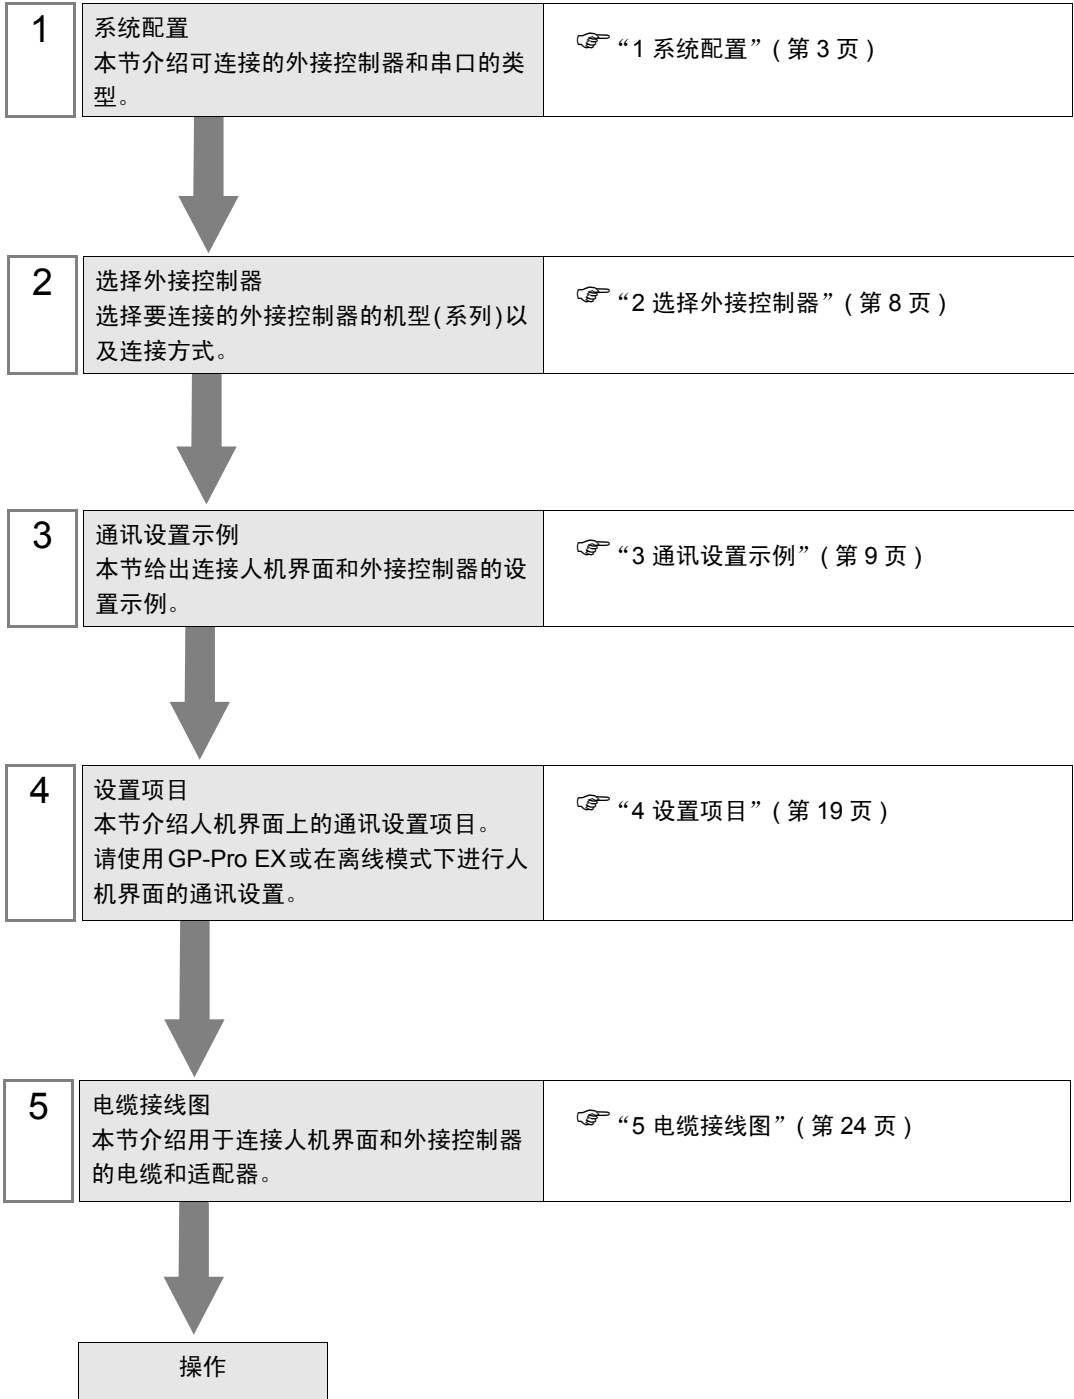 1
系统配置
本节介绍可连接的外接控制器和串口的类
型。
“1 系统配置” ( 第 3 页 )
2
选择外接控制器
选择要连接的外接控制器的机型(系列)以
及连接方式。
“2 选择外接控制器” ( 第 8 页 )
3
通讯设置示例
本节给出连接人机界面和外接控制器的设
置示例。
“3 通讯设置示例” ( 第 9 页 )
4
设置项目
本节介绍人机界面上的通讯设置项目。
请使用GP-Pro EX或在离线模式下进行人
机界面的通讯设置。
“4 设置项目” ( 第 19 页 )
5
电缆接线图
本节介绍用于连接人机界面和外接控制器
的电缆和适配器。
“5 电缆接线图” ( 第 24 页 )
操作